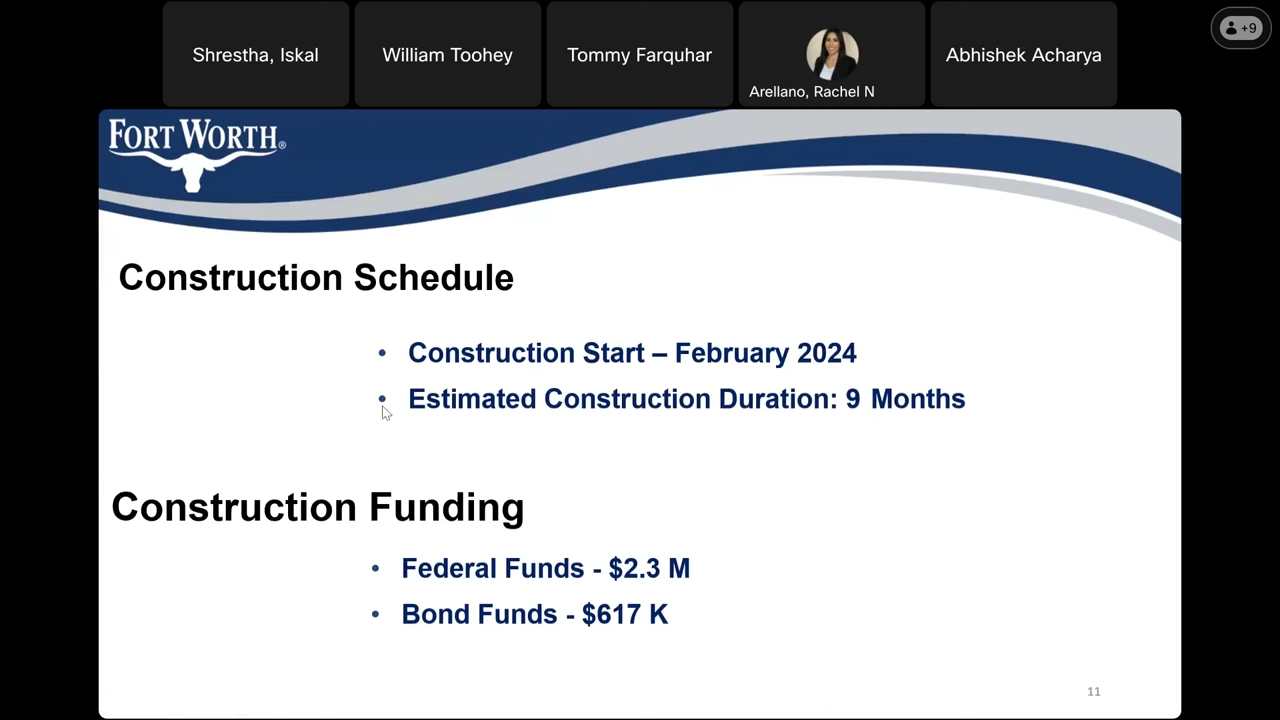 Shrestha, Iskal
William Toohey
Tommy Farquhar
Arellano, Rachel N
Abhishek Acharya
+9
FORT WORTH®
Construction Schedule
• Construction Start – February 2024
• Estimated Construction Duration: 9 Months
Construction Funding
• Federal Funds - $2.3 M
• Bond Funds - $617 K
11